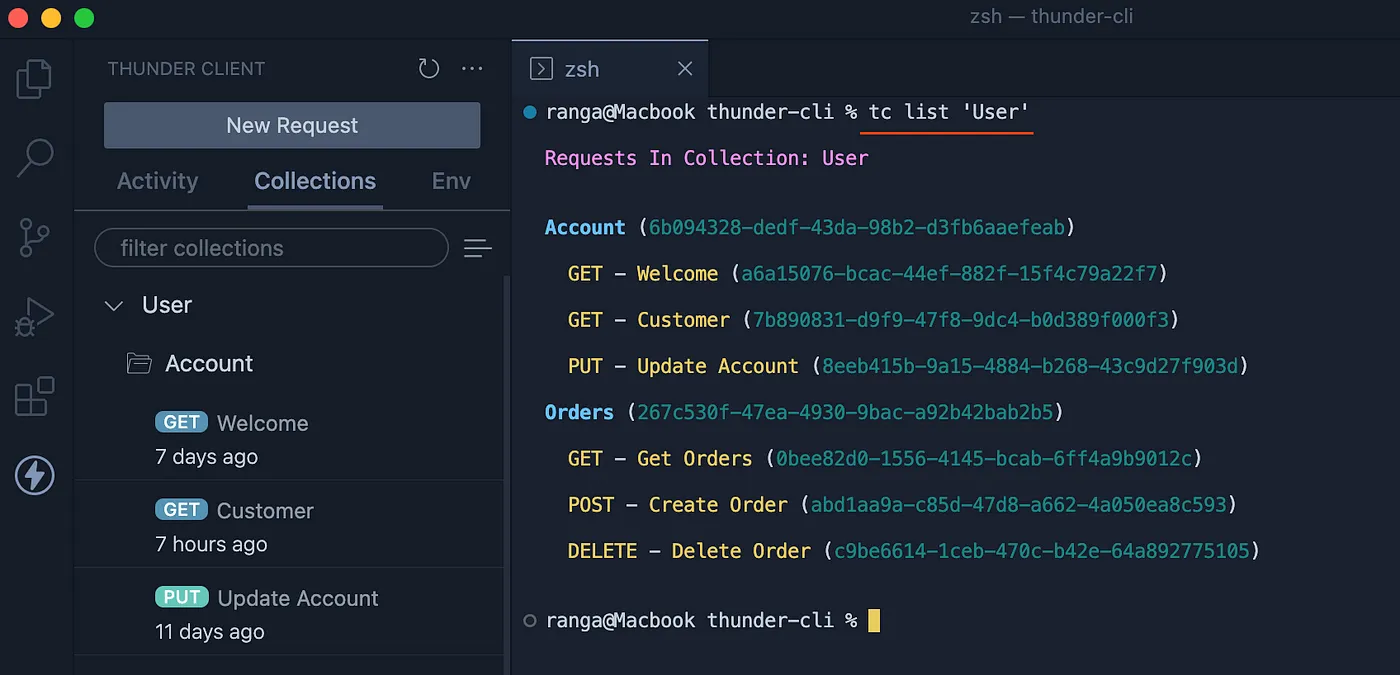 zsh — thunder-cli
THUNDER CLIENT
New Request
Activity Collections Env
filter collections
User
Account
GET Welcome
7 days ago
GET Customer
7 hours ago
PUT Update Account
11 days ago
zsh
ranga@Macbook thunder-cli % tc list 'User'
Requests In Collection: User
Account (6b094328-dedf-43da-98b2-d3fb6aaefeab)
GET - Welcome (a6a15076-bcac-44ef-882f-15f4c79a22f7)
GET - Customer (7b890831-d9f9-47f8-9dc4-b0d389f000f3)
PUT - Update Account (8eeb415b-9a15-4884-b268-43c9d27f903d)
Orders (267c530f-47ea-4930-9bac-a92b42bab2b5)
GET - Get Orders (0bee82d0-1556-4145-bcab-6ff4a9b9012c)
POST - Create Order (abd1aa9a-c85d-47d8-a662-4a050ea8c593)
DELETE - Delete Order (c9be6614-1ceb-470c-b42e-64a892775105)
ranga@Macbook thunder-cli %